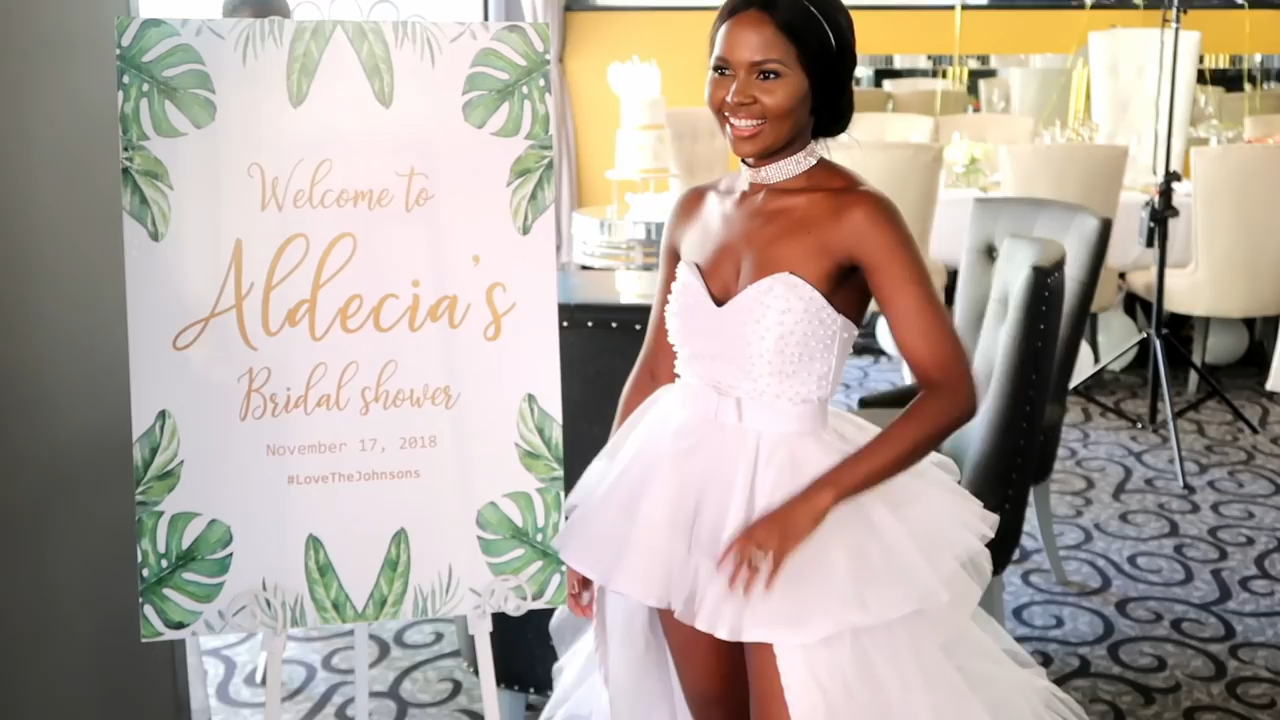 Welcome to
Aldecia's
Bridal shower
November 17, 2018
#LoveTheJohnsons